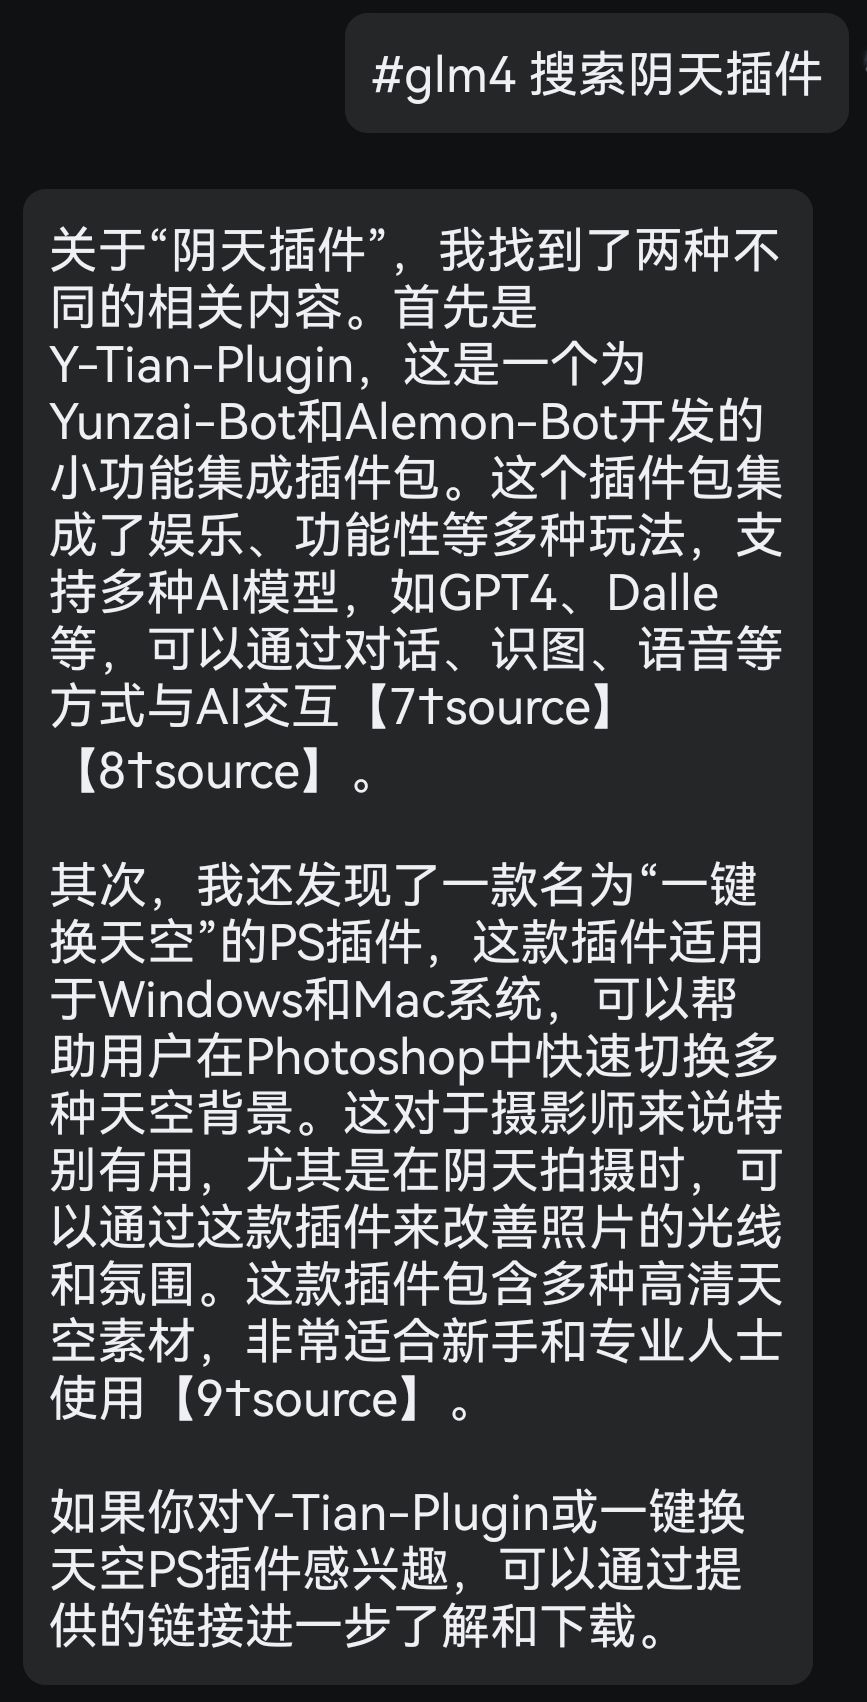 #glm4 搜索阴天插件
关于“阴天插件”，我找到了两种不
同的相关内容。首先是
Y-Tian-Plugin，这是一个为
Yunzai-Bot和Alemon-Bot开发的
小功能集成插件包。这个插件包集
成了娱乐、功能性等多种玩法，支
持多种AI模型，如GPT4、Dalle
等，可以通过对话、识图、语音等
方式与AI交互【7†source】
【8†source】。
其次，我还发现了一款名为“一键
换天空”的PS插件，这款插件适用
于Windows和Mac系统，可以帮
助用户在Photoshop中快速切换多
种天空背景。这对于摄影师来说特
别有用，尤其是在阴天拍摄时，可
以通过这款插件来改善照片的光线
和氛围。这款插件包含多种高清天
空素材，非常适合新手和专业人士
使用【9†source】。
如果你对Y-Tian-Plugin或一键换
天空PS插件感兴趣，可以通过提
供的链接进一步了解和下载。